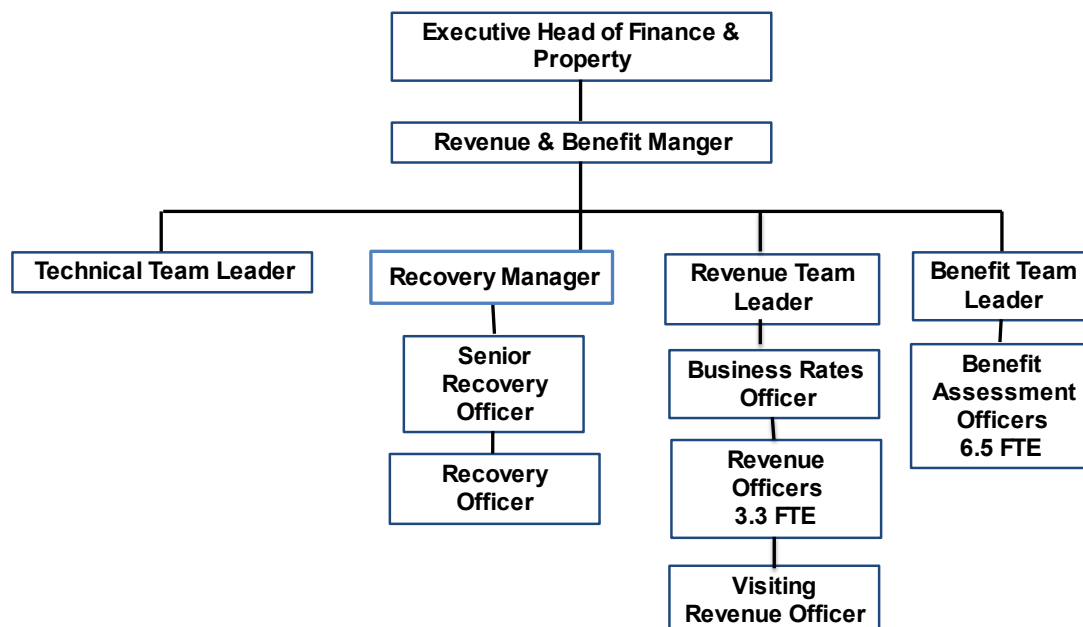 Executive Head of Finance &
Property
Revenue & Benefit Manger
Technical Team Leader
Recovery Manager
Revenue Team
Leader
Benefit Team
Leader
Senior
Recovery
Officer
Business Rates
Officer
Benefit
Assessment
Officers
6.5 FTE
Recovery
Officer
Revenue
Officers
3.3 FTE
Visiting
Revenue Officer